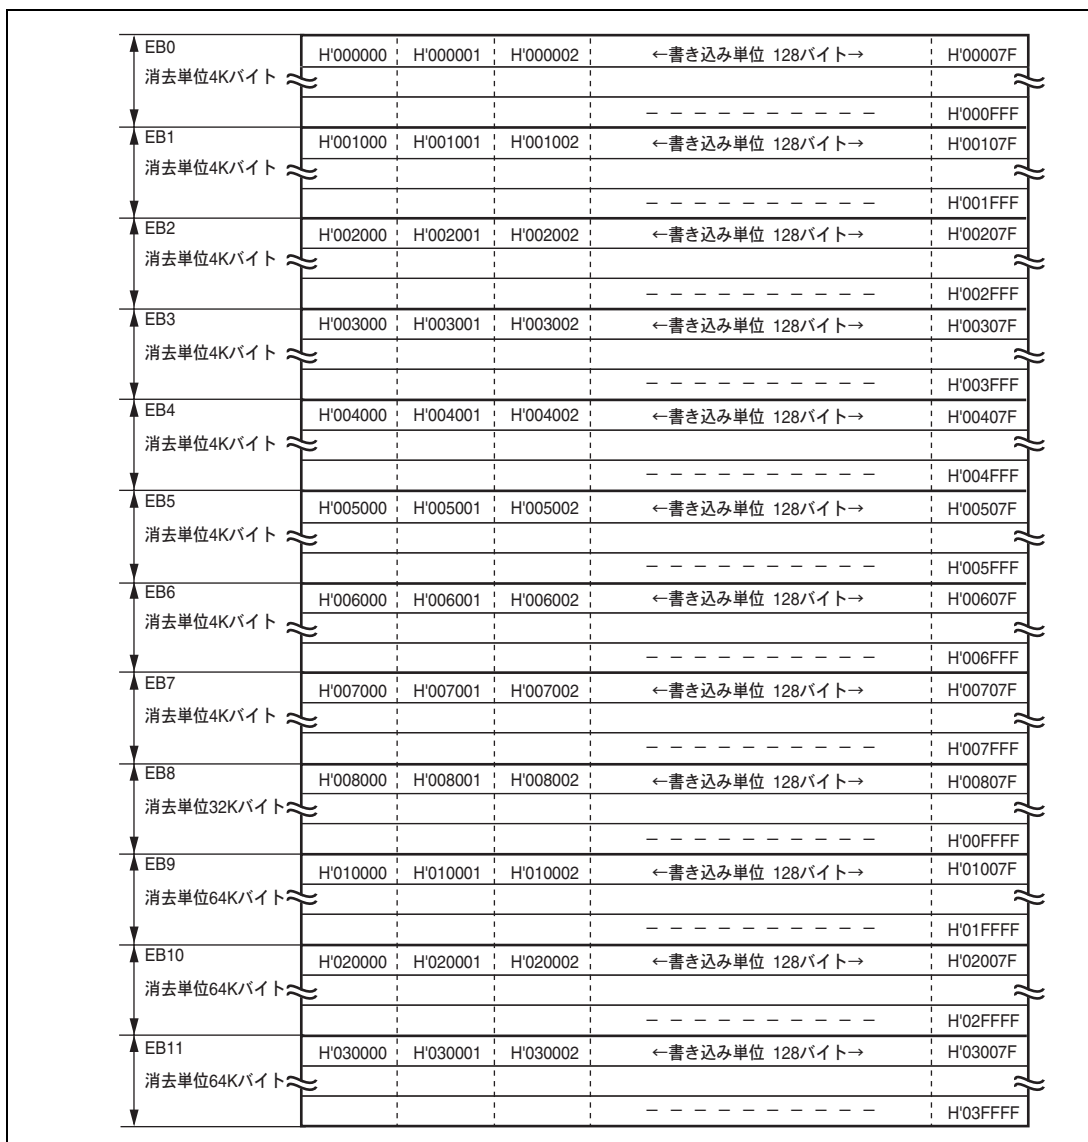 EB0
H'000000 H'000001 H'000002 ←書き込み単位 128バイト→ H'00007F
消去単位4Kバイト
－－－－－－－－－－ H'000FFF
EB1
H'001000 H'001001 H'001002 ←書き込み単位 128バイト→ H'00107F
消去単位4Kバイト
－－－－－－－－－－ H'001FFF
EB2
H'002000 H'002001 H'002002 ←書き込み単位 128バイト→ H'00207F
消去単位4Kバイト
－－－－－－－－－－ H'002FFF
EB3
H'003000 H'003001 H'003002 ←書き込み単位 128バイト→ H'00307F
消去単位4Kバイト
－－－－－－－－－－ H'003FFF
EB4
H'004000 H'004001 H'004002 ←書き込み単位 128バイト→ H'00407F
消去単位4Kバイト
－－－－－－－－－－ H'004FFF
EB5
H'005000 H'005001 H'005002 ←書き込み単位 128バイト→ H'00507F
消去単位4Kバイト
－－－－－－－－－－ H'005FFF
EB6
H'006000 H'006001 H'006002 ←書き込み単位 128バイト→ H'00607F
消去単位4Kバイト
－－－－－－－－－－ H'006FFF
EB7
H'007000 H'007001 H'007002 ←書き込み単位 128バイト→ H'00707F
消去単位4Kバイト
－－－－－－－－－－ H'007FFF
EB8
H'008000 H'008001 H'008002 ←書き込み単位 128バイト→ H'00807F
消去単位32Kバイト
－－－－－－－－－－ H'00FFFF
EB9
H'010000 H'010001 H'010002 ←書き込み単位 128バイト→ H'01007F
消去単位64Kバイト
－－－－－－－－－－ H'01FFFF
EB10
H'020000 H'020001 H'020002 ←書き込み単位 128バイト→ H'02007F
消去単位64Kバイト
－－－－－－－－－－ H'02FFFF
EB11
H'030000 H'030001 H'030002 ←書き込み単位 128バイト→ H'03007F
消去単位64Kバイト
－－－－－－－－－－ H'03FFFF